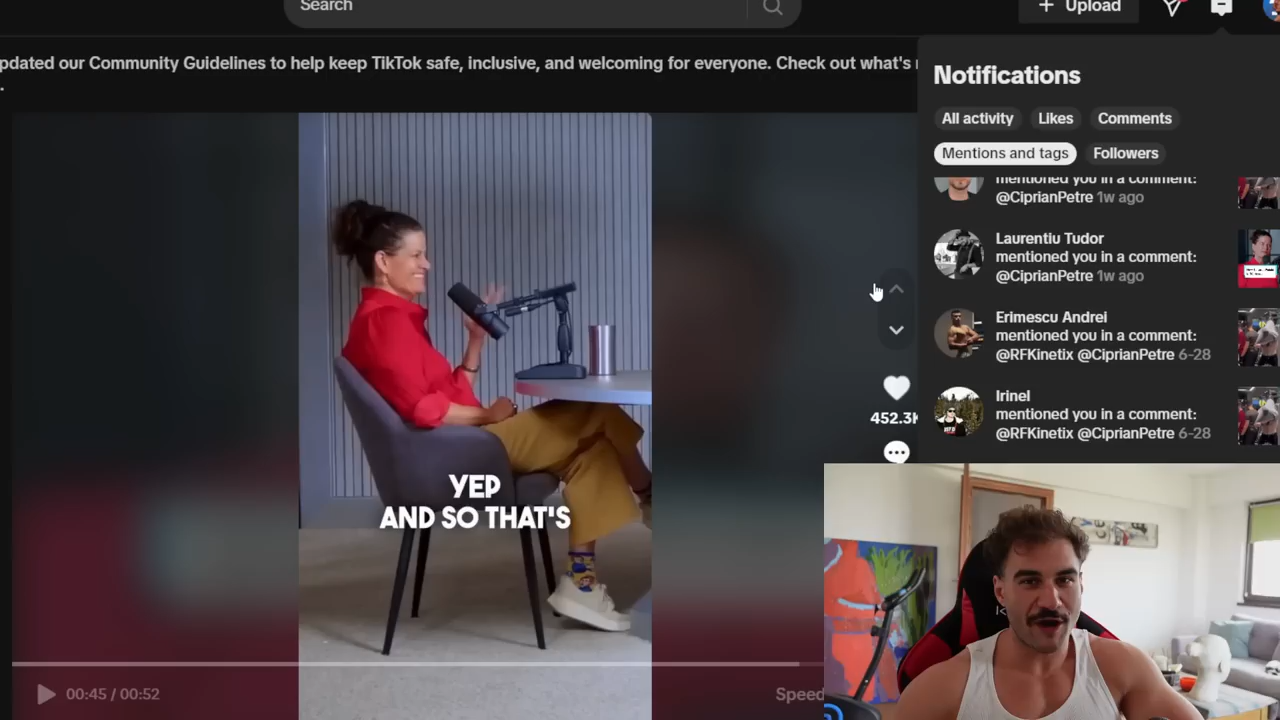 Search
Upload
pdated our Community Guidelines to help keep TikTok safe, inclusive, and welcoming for everyone. Check out what's
.
Notifications
All activity
Likes
Comments
Mentions and tags
Followers
mentioned you in a comment:
@CiprianPetre 1w ago
Laurentiu Tudor
mentioned you in a comment:
@CiprianPetre 1w ago
Erimescu Andrei
mentioned you in a comment:
@RFKinetix @CiprianPetre 6-28
Irinel
mentioned you in a comment:
@RFKinetix @CiprianPetre 6-28
452.3K
YEP
AND SO THAT'S
00:45 / 00:52
Speed